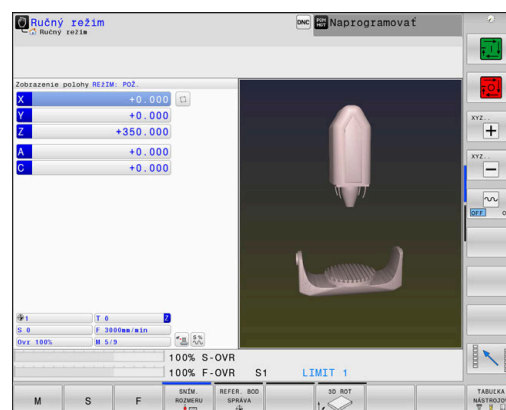 Ručný režim
Ručný režim
DNC
Naprogramovať
Zobrazenie polohy REŽIM: POŽ.
X +0.000
Y +0.000
Z +350.000
A +0.000
C +0.000
1
T 0
Z
S 0
F 3000mm/min
Ovr 100%
M 5/9
100% S-OVR
100% F-OVR S1 LIMIT 1
M
S
F
SNÍM.
ROZMERU
REFER. BOD
SPRÁVA
3D ROT
XYZ..
XYZ..
OFF
TABUĽKA
NÁSTROJOV